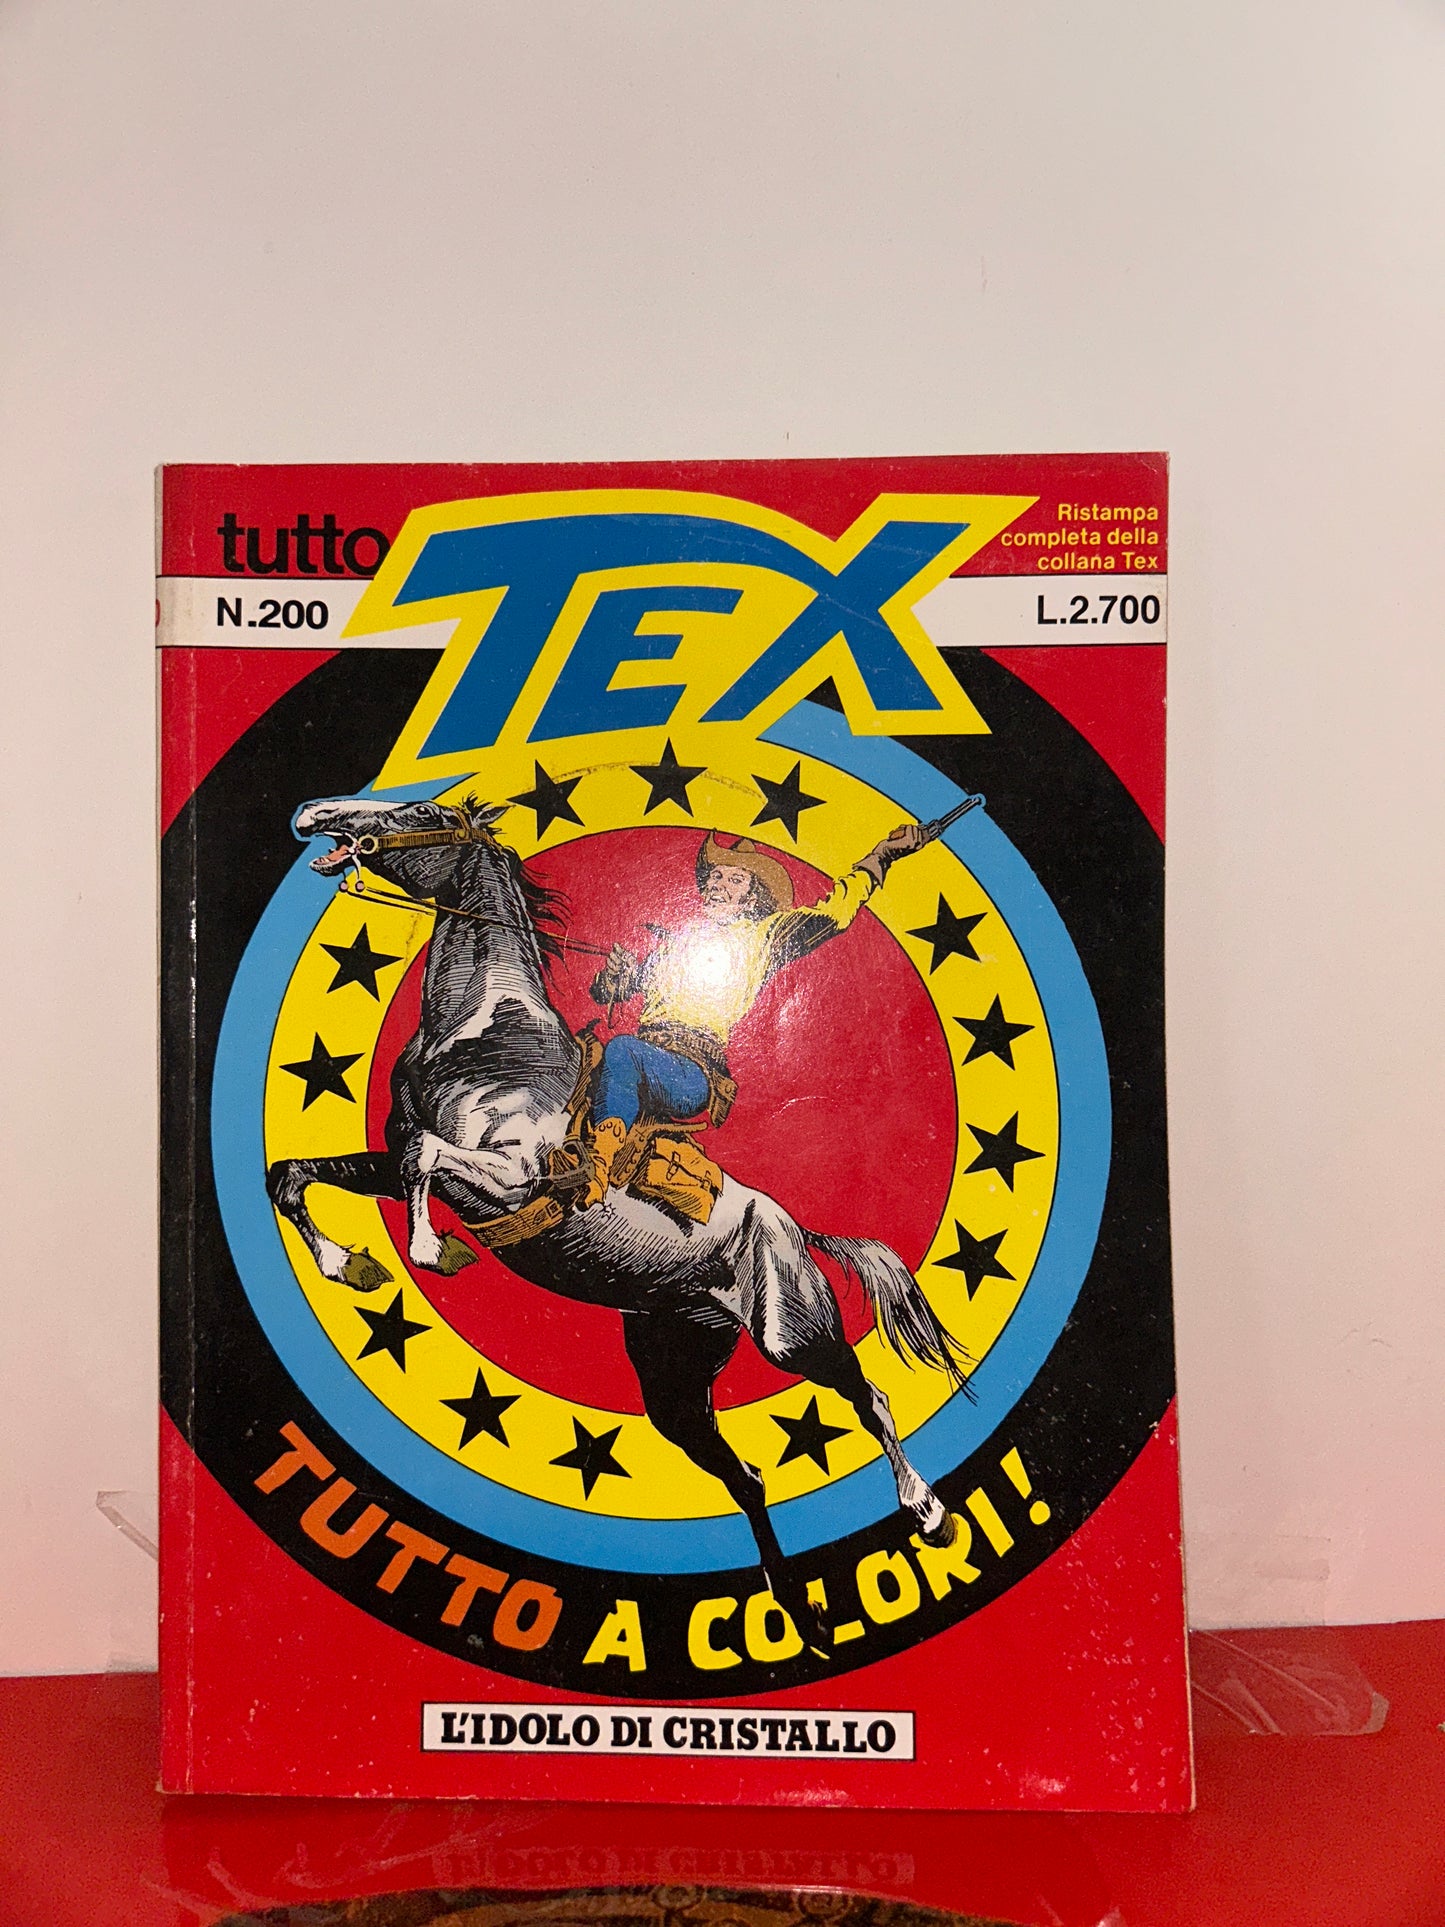 tutto
TEX
Ristampa
completa della
collana Tex
N.200
L.2.700
TUTTO A COLORI!
L'IDOLO DI CRISTALLO